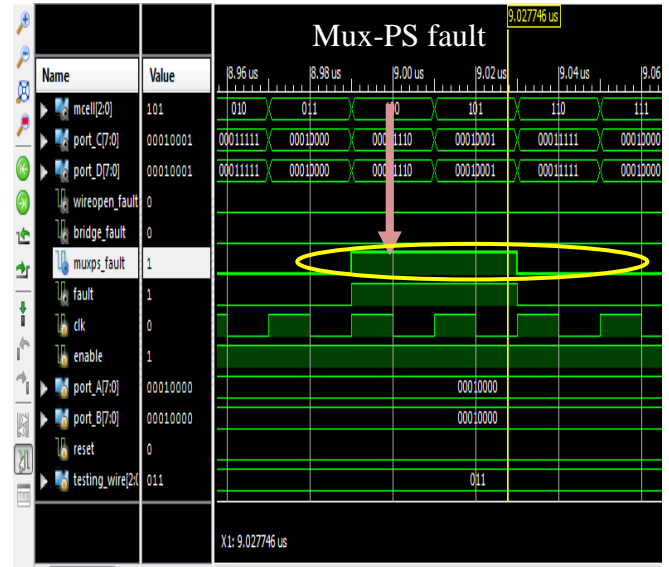 9.027746 us
Mux-PS fault
Name Value 8.96 us 8.98 us 9.00 us 9.02 us 9.04 us 9.06
mcell[2:0] 101 010 011 101 110 111
port_C[7:0] 00010001 00011111 00010000 00011110 00010001 00011111 00010000
port_D[7:0] 00010001 00011111 00010000 00011110 00010001 00011111 00010000
wireopen_fault 0
bridge_fault 0
muxps_fault 1
fault 1
clk 0
enable 1
port_A[7:0] 00010000 00010000
port_B[7:0] 00010000 00010000
reset 0
testing_wire[2:0 011 011
X1: 9.027746 us